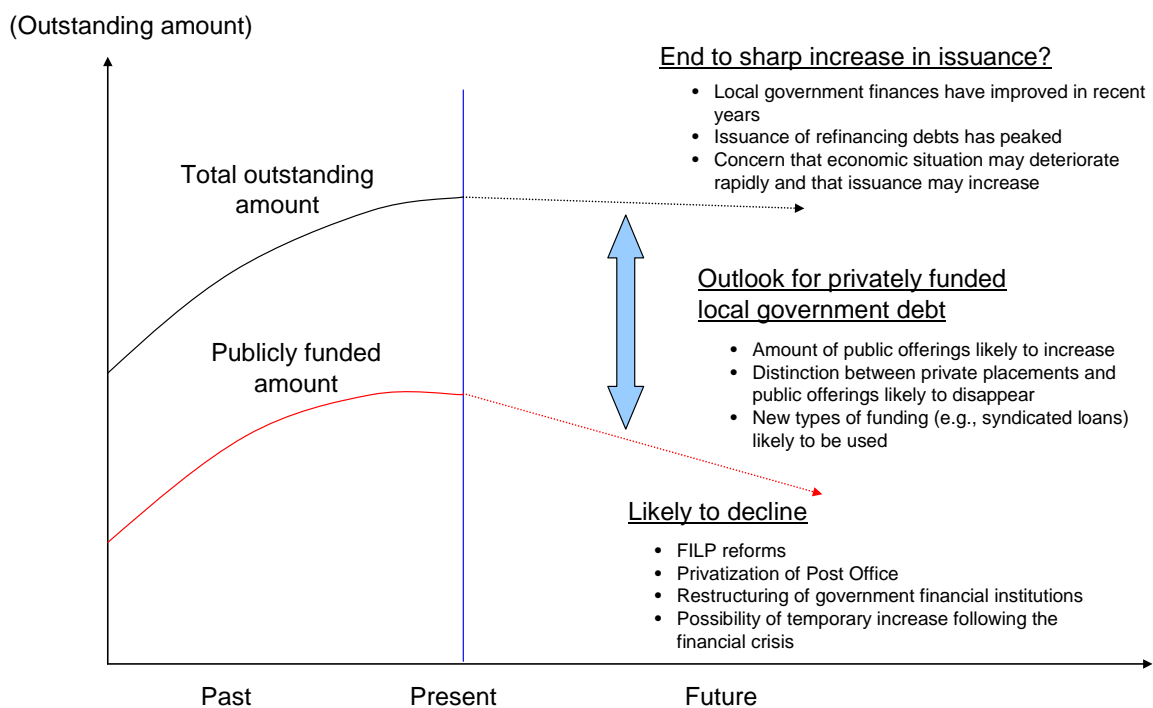 (Outstanding amount)
End to sharp increase in issuance?
• Local government finances have improved in recent
years
• Issuance of refinancing debts has peaked
• Concern that economic situation may deteriorate
rapidly and that issuance may increase
Total outstanding
amount
Outlook for privately funded
local government debt
• Amount of public offerings likely to increase
• Distinction between private placements and
public offerings likely to disappear
• New types of funding (e.g., syndicated loans)
likely to be used
Publicly funded
amount
Likely to decline
• FILP reforms
• Privatization of Post Office
• Restructuring of government financial institutions
• Possibility of temporary increase following the
financial crisis
Past Present Future